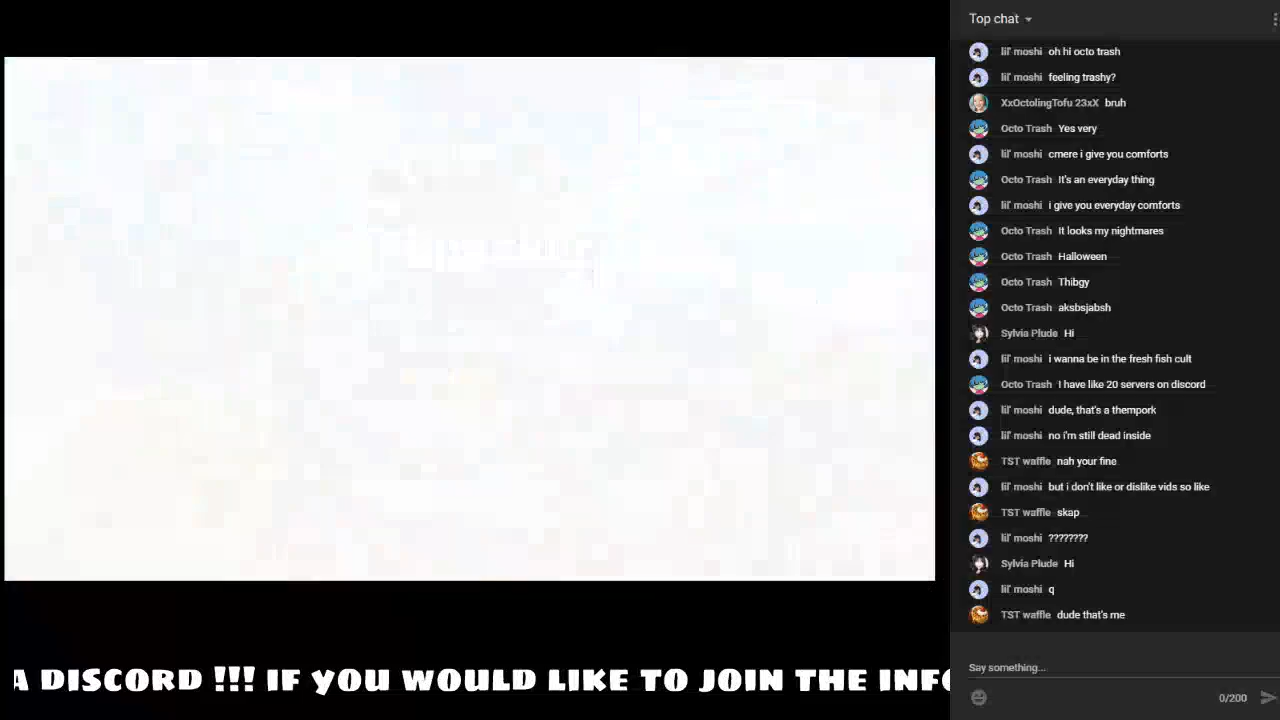 Top chat
lil' moshi oh hi octo trash
lil' moshi feeling trashy?
XxOctolingTofu 23xX bruh
Octo Trash Yes very
lil' moshi cmere i give you comforts
Octo Trash It's an everyday thing
lil' moshi i give you everyday comforts
Octo Trash It looks my nightmares
Octo Trash Halloween
Octo Trash Thibgy
Octo Trash aksbsjabsh
Sylvia Plude Hi
lil' moshi i wanna be in the fresh fish cult
Octo Trash I have like 20 servers on discord
lil' moshi dude, that's a thempork
lil' moshi no i'm still dead inside
TST waffle nah your fine
lil' moshi but i don't like or dislike vids so like
TST waffle skap
lil' moshi ????????
Sylvia Plude Hi
lil' moshi q
TST waffle dude that's me
Say something...
0/200
A DISCORD !!! IF YOU WOULD LIKE TO JOIN THE INFO